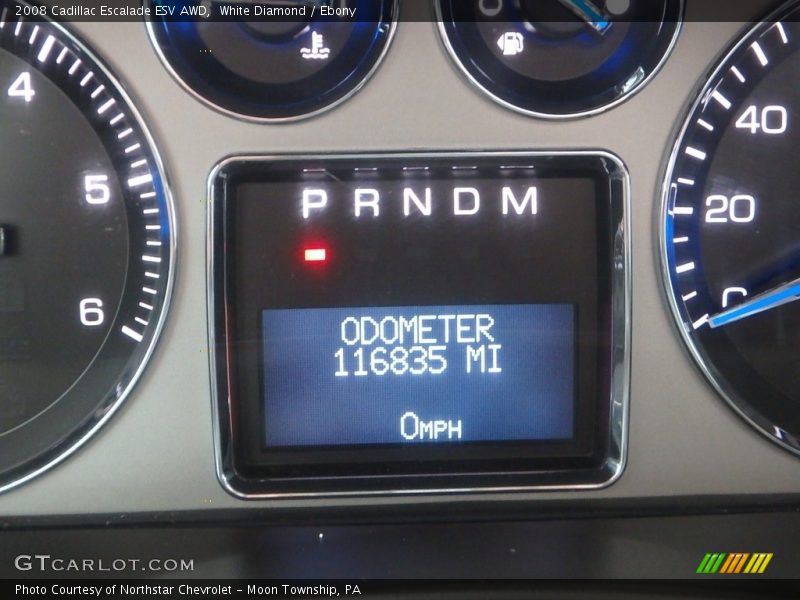 2008 Cadillac Escalade ESV AWD, White Diamond / Ebony
4
5
6
P R N D M
ODOMETER
116835 MI
0MPH
40
20
0
GTCARLOT.COM
Photo Courtesy of Northstar Chevrolet - Moon Township, PA